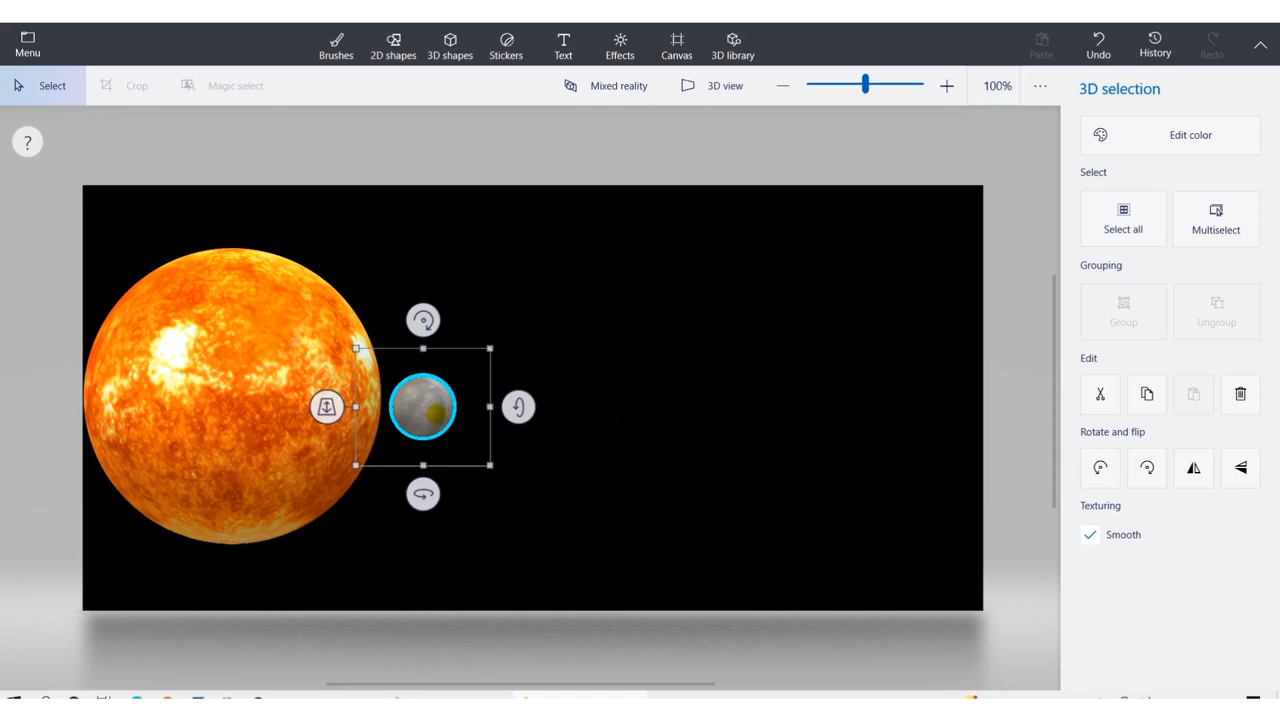 Menu
Brushes 2D shapes 3D shapes Stickers Text Effects Canvas 3D library Paste Undo History Redo
Select Crop Magic select Mixed reality 3D view 100%
?
3D selection
Edit color
Select
Select all Multiselect
Grouping
Group Ungroup
Edit
Rotate and flip
Texturing
Smooth